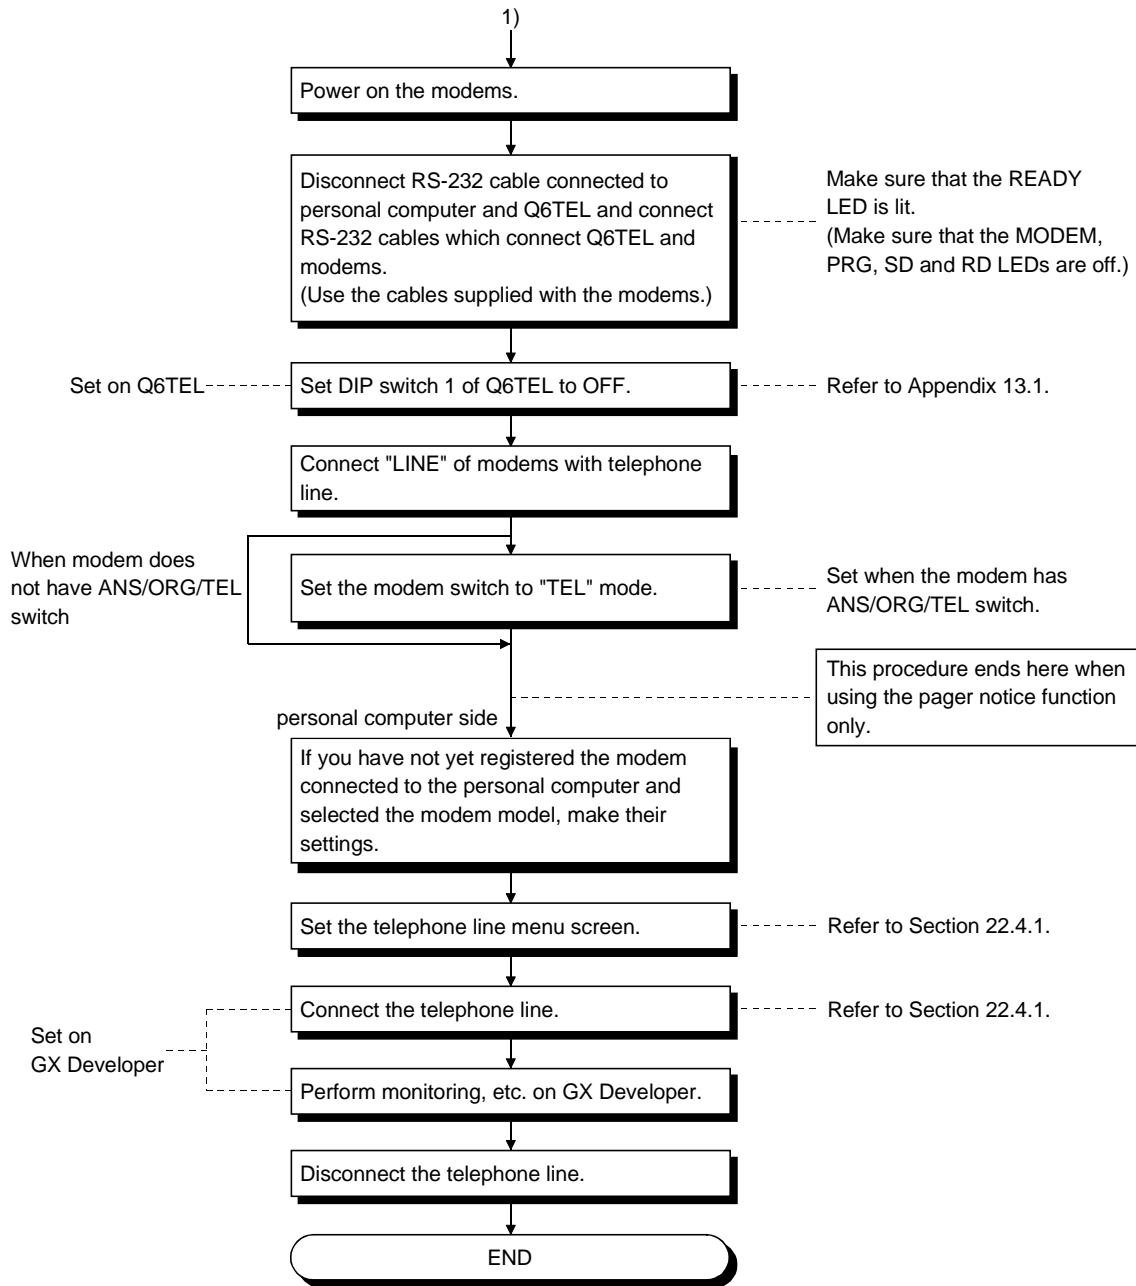 1)
Power on the modems.
Disconnect RS-232 cable connected to
personal computer and Q6TEL and connect
RS-232 cables which connect Q6TEL and
modems.
(Use the cables supplied with the modems.)
Make sure that the READY
LED is lit.
(Make sure that the MODEM,
PRG, SD and RD LEDs are off.)
Set on Q6TEL
Set DIP switch 1 of Q6TEL to OFF.
Refer to Appendix 13.1.
Connect "LINE" of modems with telephone
line.
When modem does
not have ANS/ORG/TEL
switch
Set the modem switch to "TEL" mode.
Set when the modem has
ANS/ORG/TEL switch.
This procedure ends here when
using the pager notice function
only.
personal computer side
If you have not yet registered the modem
connected to the personal computer and
selected the modem model, make their
settings.
Set the telephone line menu screen.
Refer to Section 22.4.1.
Connect the telephone line.
Refer to Section 22.4.1.
Set on
GX Developer
Perform monitoring, etc. on GX Developer.
Disconnect the telephone line.
END